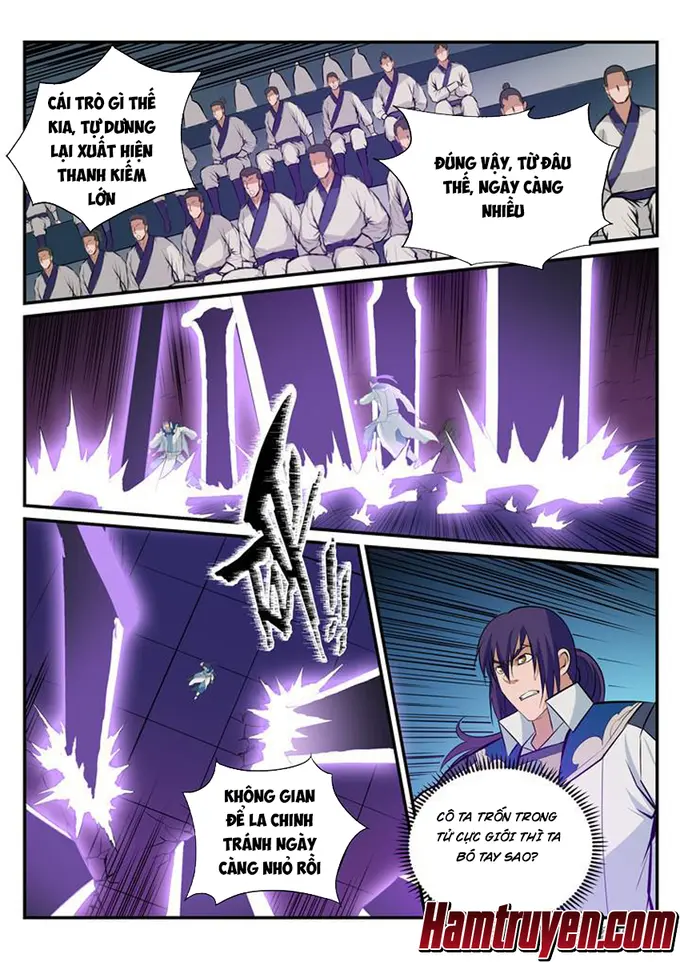 CÁI TRÒ GÌ THẾ
KIA, TỰ DƯNNG
LẠI XUẤT HIỆN
THANH KIẾM
LỚN
ĐÚNG VẬY, TỪ ĐÂU
THẾ, NGÀY CÀNG
NHIỀU
KHÔNG GIAN
ĐỂ LA CHINH
TRÁNH NGÀY
CÀNG NHỎ RỒI
CÔ TA TRỐN TRONG
TỬ CỰC GIỚI THÌ TA
BÓ TAY SAO?
Hamtruyen.com